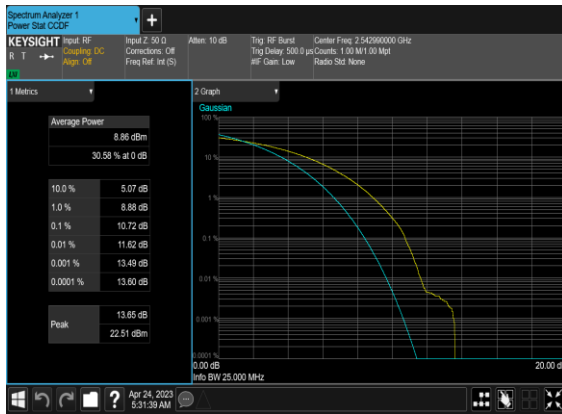 Spectrum Analyzer 1
Power Stat CCDF
KEYSIGHT
R T
LXI
Input: RF
Coupling: DC
Align: Off
Input Z: 50 Ω
Corrections: Off
Freq Ref: Int (S)
Atten: 10 dB
Trig: RF Burst
Trig Delay: 500.0 µs
#IF Gain: Low
Center Freq: 2.542990000 GHz
Counts: 1.00 M/1.00 Mpt
Radio Std: None
1 Metrics
Average Power
8.86 dBm
30.58 % at 0 dB
10.0 % 5.07 dB
1.0 % 8.88 dB
0.1 % 10.72 dB
0.01 % 11.62 dB
0.001 % 13.49 dB
0.0001 % 13.60 dB
Peak
13.65 dB
22.51 dBm
2 Graph
Gaussian
100 %
10 %
1 %
0.1 %
0.01 %
0.001 %
0.0001 %
0.00 dB
20.00 d
Info BW 25.000 MHz
?
Apr 24, 2023
5:31:39 AM